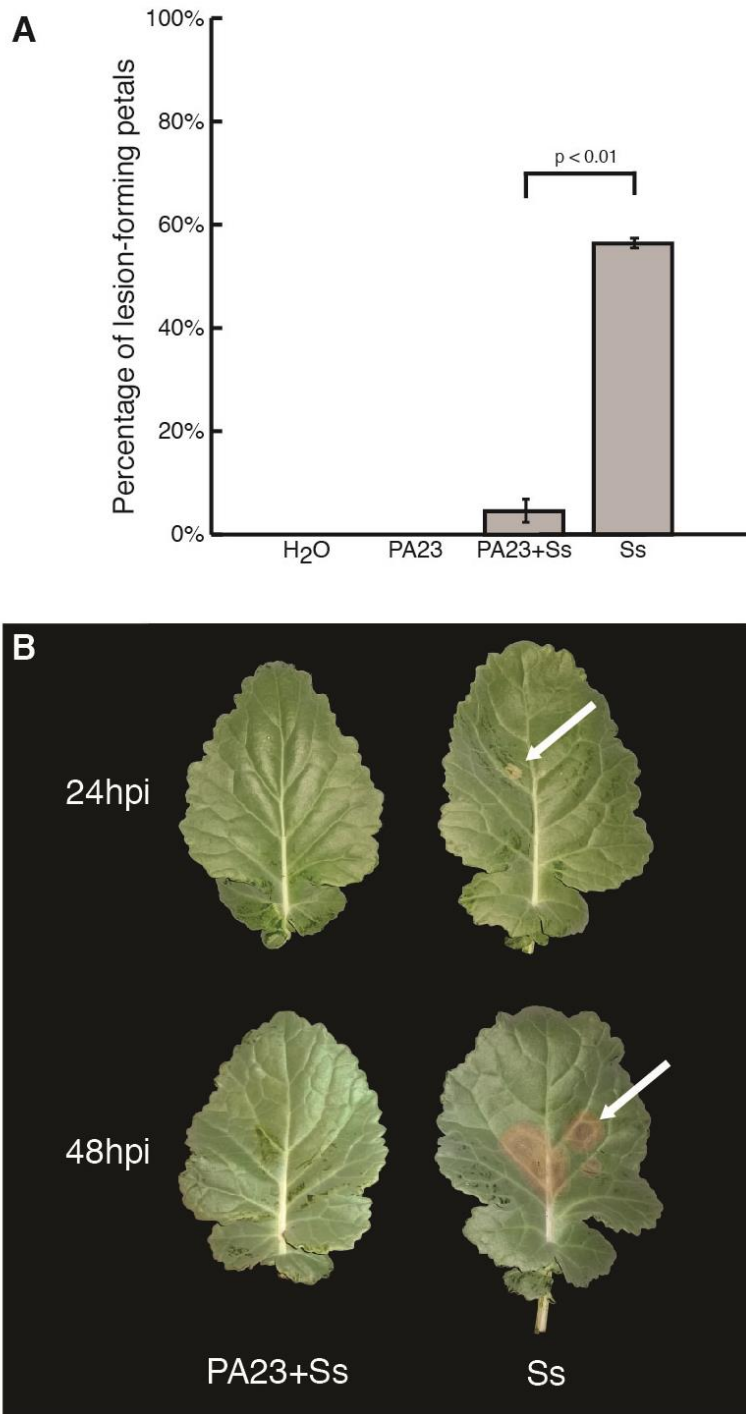 A
Percentage of lesion-forming petals
100%
80%
60%
40%
20%
0%
p < 0.01
H₂O PA23 PA23+Ss Ss
B
24hpi
48hpi
PA23+Ss Ss